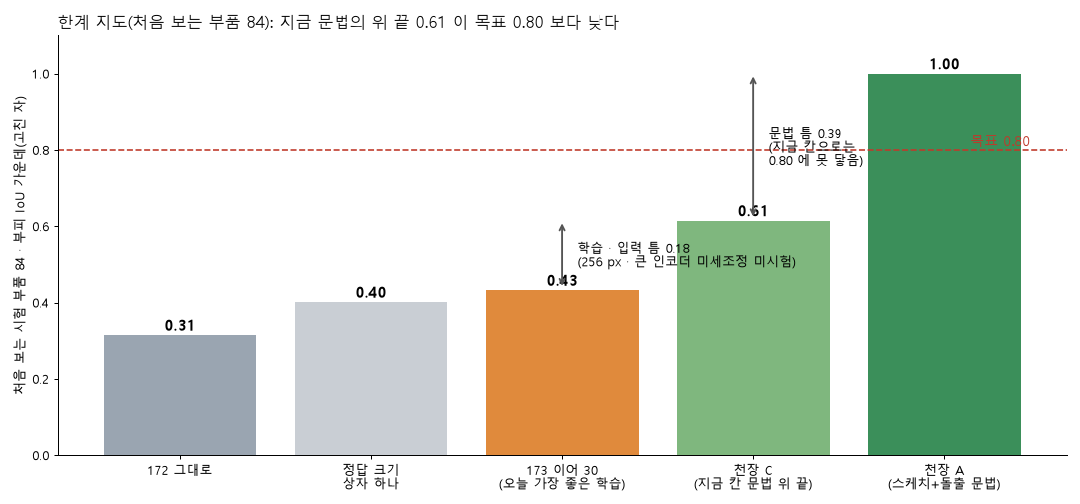 한계 지도(처음 보는 부품 84): 지금 문법의 위 끝 0.61 이 목표 0.80 보다 낮다
처음 보는 시험 부품 84 · 부피 IoU 가운데(고친 자)
1.0
0.8
0.6
0.4
0.2
0.0
0.31
0.40
0.43
0.61
1.00
학습 · 입력 틈 0.18
(256 px · 큰 인코더 미세조정 미시험)
문법 틈 0.39
(지금 칸으로는
0.80 에 못 닿음)
목표 0.80
172 그대로
정답 크기
상자 하나
173 이어 30
(오늘 가장 좋은 학습)
천장 C
(지금 칸 문법 위 끝)
천장 A
(스케치+돌출 문법)